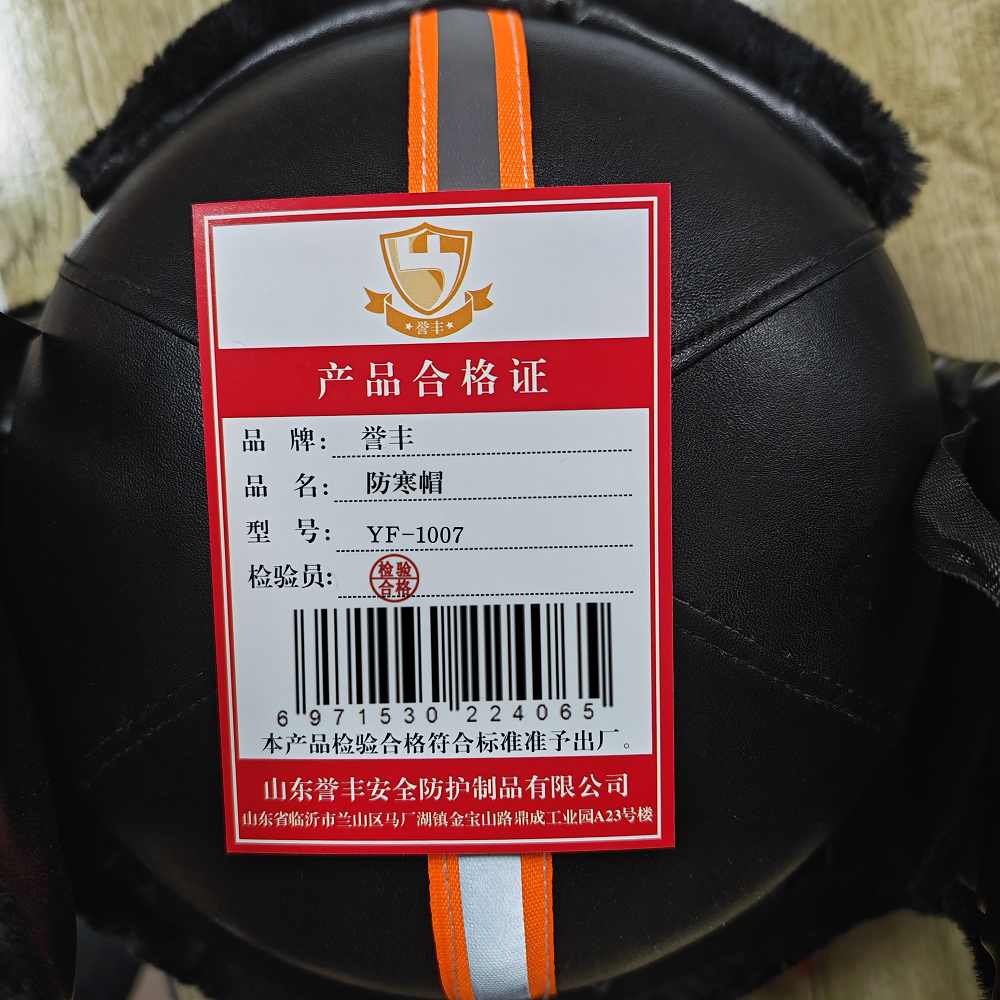 誉丰
产品合格证
品 牌: 誉丰
品 名: 防寒帽
型 号: YF-1007
检验员: 检验合格
6 971530 224065
本产品检验合格符合标准准予出厂。
山东誉丰安全防护制品有限公司
山东省临沂市兰山区马厂湖镇金宝山路鼎成工业园A23号楼